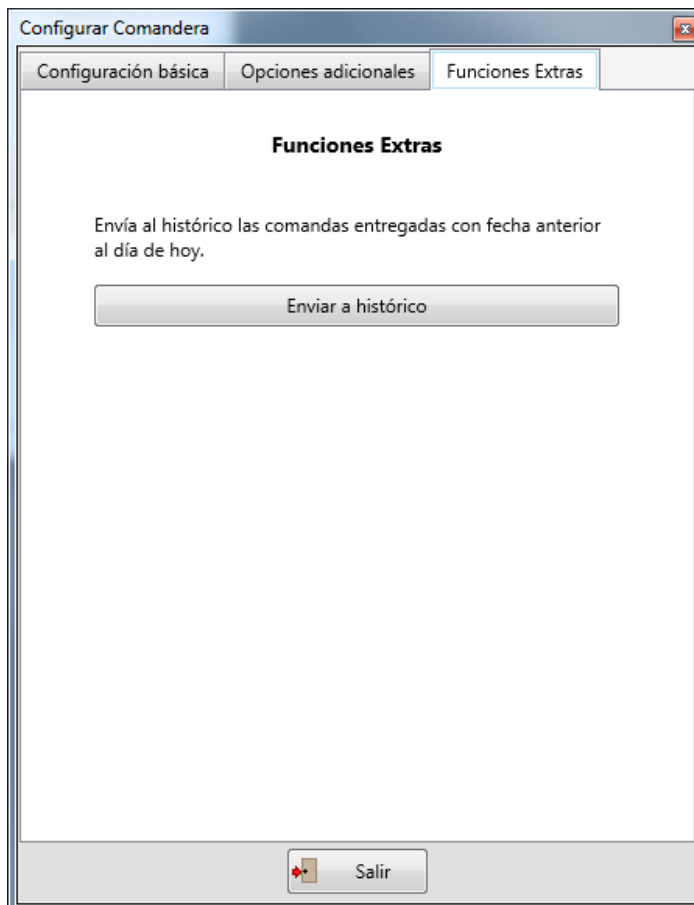 Configurar Comandera
Configuración básica
Opciones adicionales
Funciones Extras
Funciones Extras
Envía al histórico las comandas entregadas con fecha anterior
al día de hoy.
Enviar a histórico
Salir